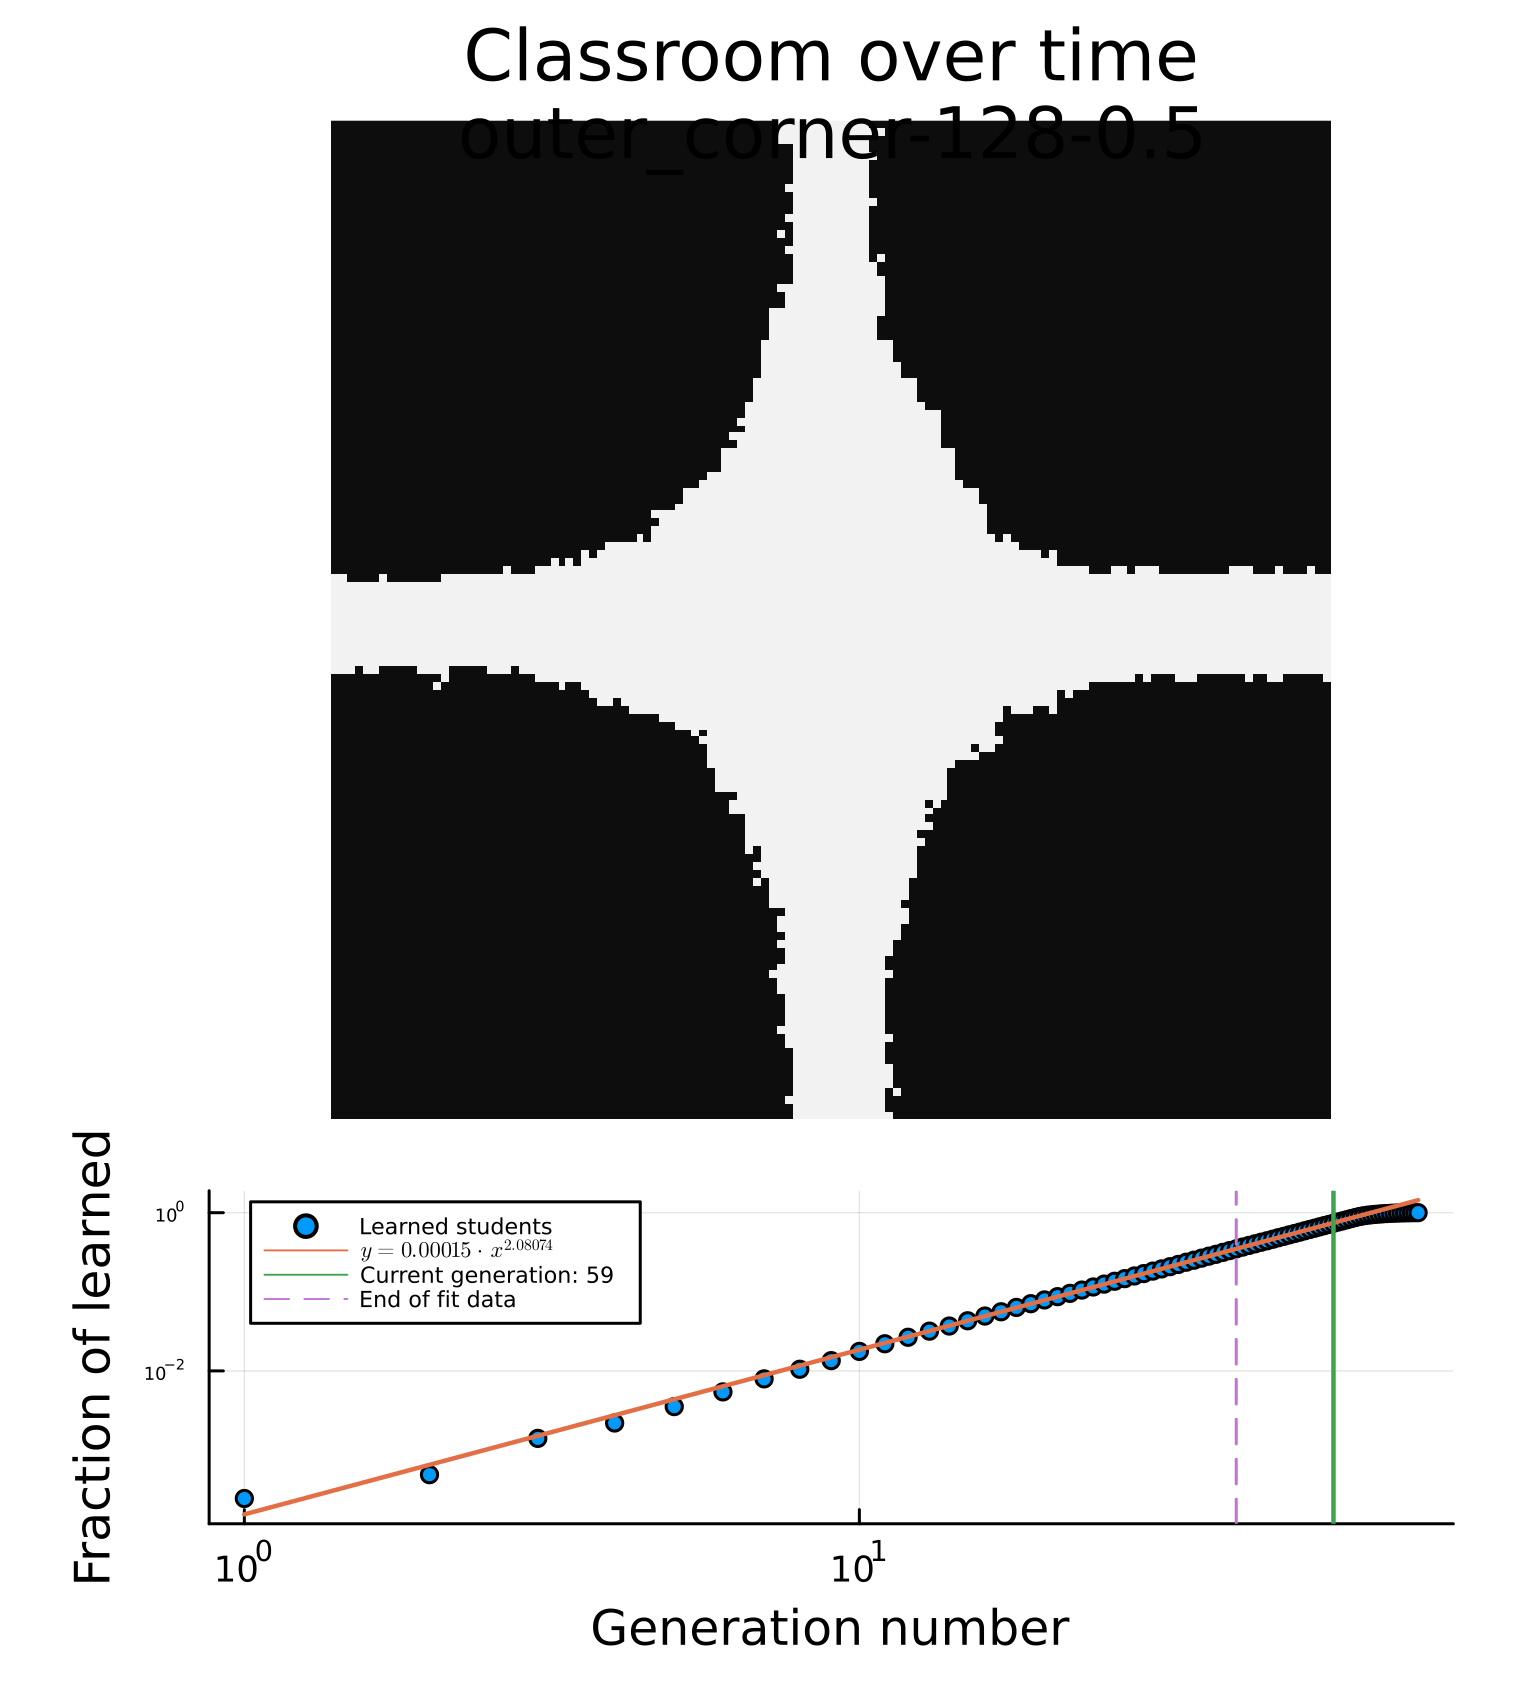 Classroom over time
outer_corner-128-0.5
Fraction of learned
10⁰
10⁻²
Learned students
y = 0.00015 · x^2.08074
Current generation: 59
End of fit data
10⁰
10¹
Generation number